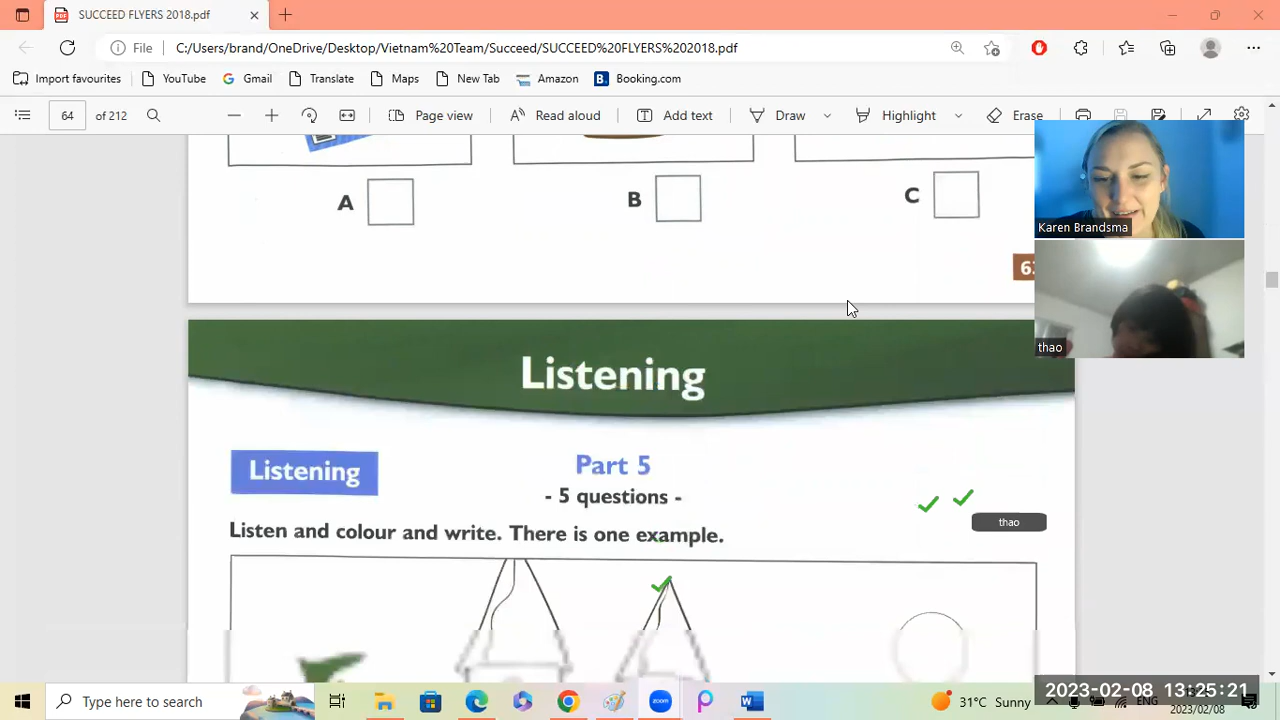 SUCCEED FLYERS 2018.pdf
File C:/Users/brand/OneDrive/Desktop/Vietnam%20Team/Succeed/SUCCEED%20FLYERS%202018.pdf
Import favourites YouTube Gmail Translate Maps New Tab Amazon B. Booking.com
64 of 212 Page view Read aloud Add text Draw Highlight Erase
Karen Brandsma
thao
A B C
Listening
Listening
Part 5
- 5 questions -
thao
Listen and colour and write. There is one example.
Type here to search
zoom
31°C Sunny
ENG
2023/02/08
2023-02-08 13:25:21